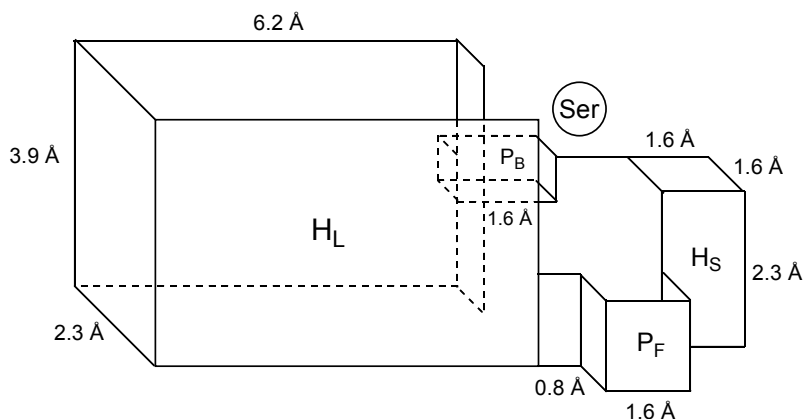 6.2 Å
Ser
3.9 Å
P_B
1.6 Å
1.6 Å
1.6 Å
H_L
H_S
2.3 Å
2.3 Å
P_F
0.8 Å
1.6 Å